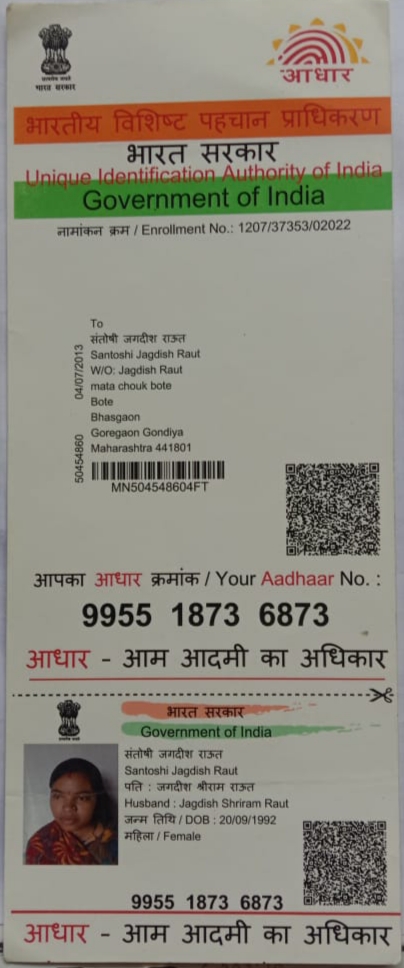 भारत सरकार
आधार
भारतीय विशिष्ट पहचान प्राधिकरण
भारत सरकार
Unique Identification Authority of India
Government of India
नामांकन क्रम / Enrollment No.: 1207/37353/02022
To
संतोषी जगदीश राऊत
Santoshi Jagdish Raut
W/O: Jagdish Raut
mata chouk bote
Bote
Bhasgaon
Goregaon Gondiya
Maharashtra 441801
04/07/2013
50454860
MN504548604FT
आपका आधार क्रमांक / Your Aadhaar No. :
9955 1873 6873
आधार - आम आदमी का अधिकार
भारत सरकार
Government of India
संतोषी जगदीश राऊत
Santoshi Jagdish Raut
पति : जगदीश श्रीराम राऊत
Husband : Jagdish Shriram Raut
जन्म तिथि / DOB : 20/09/1992
महिला / Female
9955 1873 6873
आधार - आम आदमी का अधिकार